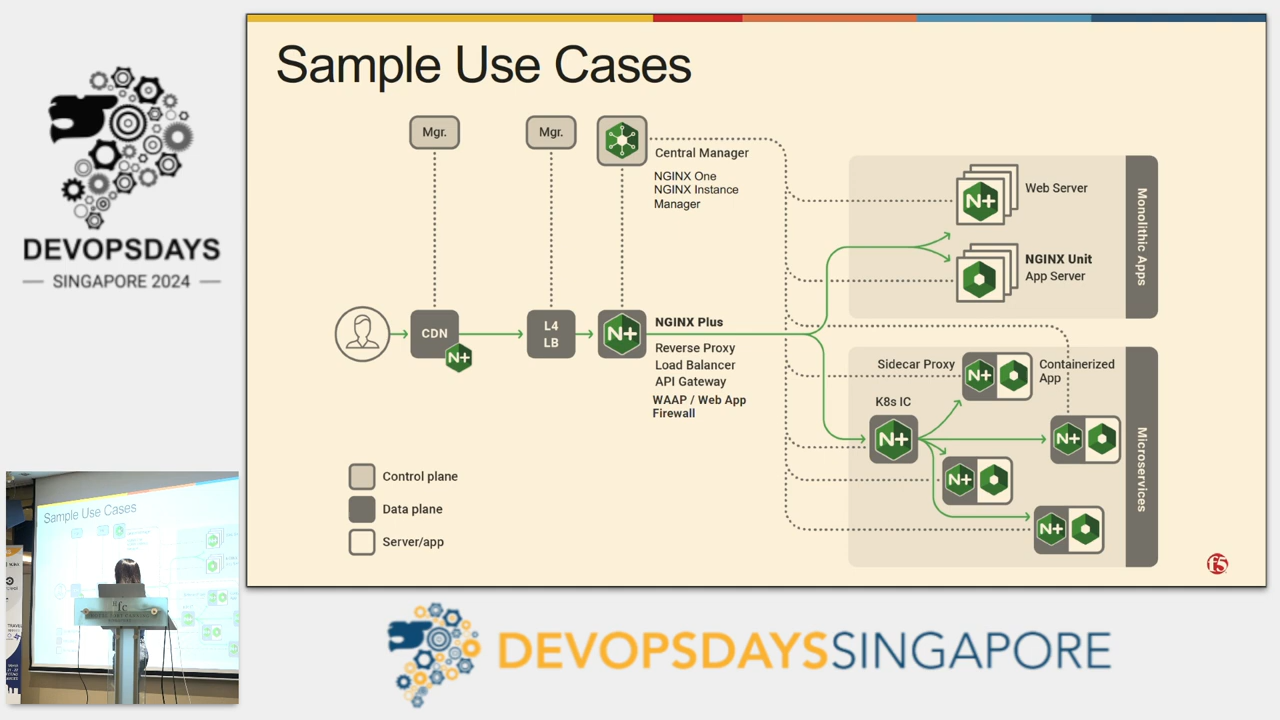 DEVOPSDAYS
SINGAPORE 2024
Sample Use Cases
Mgr.
Mgr.
Central Manager
NGINX One
NGINX Instance
Manager
N+
Web Server
NGINX Unit
App Server
Monolithic Apps
CDN
N+
L4
LB
N+
NGINX Plus
Reverse Proxy
Load Balancer
API Gateway
WAAP / Web App
Firewall
Sidecar Proxy
N+
Containerized
App
K8s IC
N+
N+
N+
N+
Microservices
Control plane
Data plane
Server/app
f5
Sample Use Cases
DEVOPSDAYSSINGAPORE